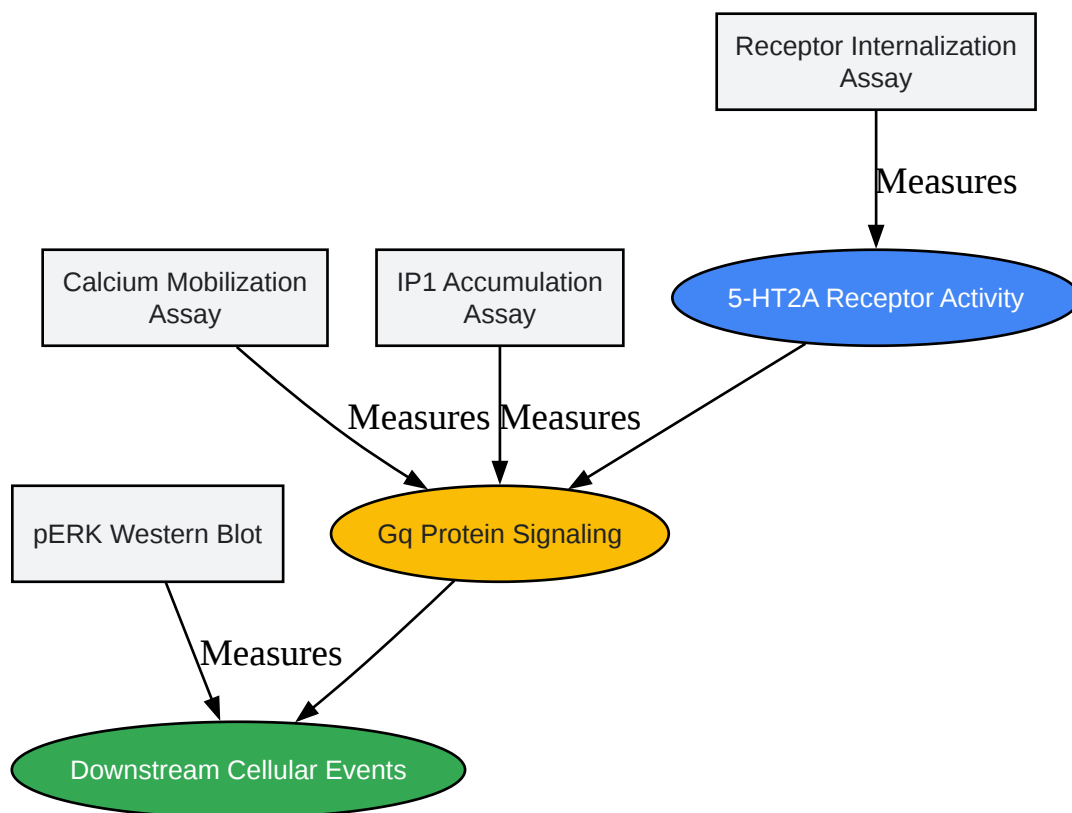 Receptor Internalization
Assay
Measures
Calcium Mobilization
Assay
IP1 Accumulation
Assay
5-HT2A Receptor Activity
Measures
Measures
pERK Western Blot
Gq Protein Signaling
Measures
Downstream Cellular Events